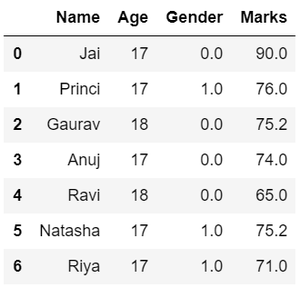 Name Age Gender Marks
0 Jai 17 0.0 90.0
1 Princi 17 1.0 76.0
2 Gaurav 18 0.0 75.2
3 Anuj 17 0.0 74.0
4 Ravi 18 0.0 65.0
5 Natasha 17 1.0 75.2
6 Riya 17 1.0 71.0